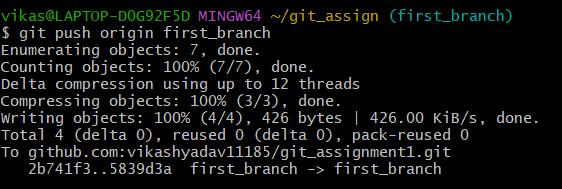 vikas@LAPTOP-D0G92F5D MINGW64 ~/git_assign (first_branch)
$ git push origin first_branch
Enumerating objects: 7, done.
Counting objects: 100% (7/7), done.
Delta compression using up to 12 threads
Compressing objects: 100% (3/3), done.
Writing objects: 100% (4/4), 426 bytes | 426.00 KiB/s, done.
Total 4 (delta 0), reused 0 (delta 0), pack-reused 0
To github.com:vikashyadav11185/git_assignment1.git
   2b741f3..5839d3a  first_branch -> first_branch